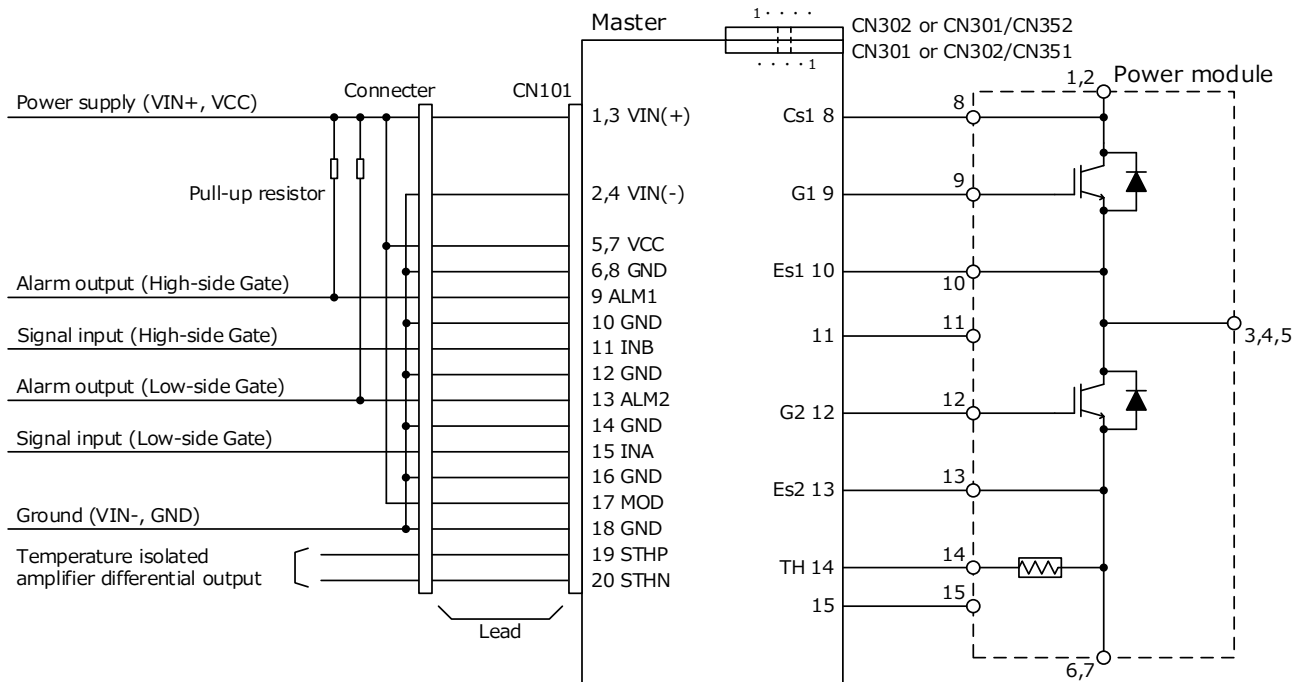 Master
1 · · · ·
CN302 or CN301/CN352
CN301 or CN302/CN351
· · · · 1
Connecter
CN101
1,2
Power module
Power supply (VIN+, VCC)
1,3 VIN(+)
Cs1 8
8
Pull-up resistor
2,4 VIN(-)
G1 9
9
5,7 VCC
6,8 GND
Es1 10
10
Alarm output (High-side Gate)
9 ALM1
10 GND
Signal input (High-side Gate)
11 INB
11
11
3,4,5
12 GND
Alarm output (Low-side Gate)
13 ALM2
G2 12
12
14 GND
Signal input (Low-side Gate)
15 INA
16 GND
Es2 13
13
17 MOD
Ground (VIN-, GND)
18 GND
Temperature isolated
amplifier differential output
19 STHP
TH 14
14
20 STHN
15
15
Lead
6,7